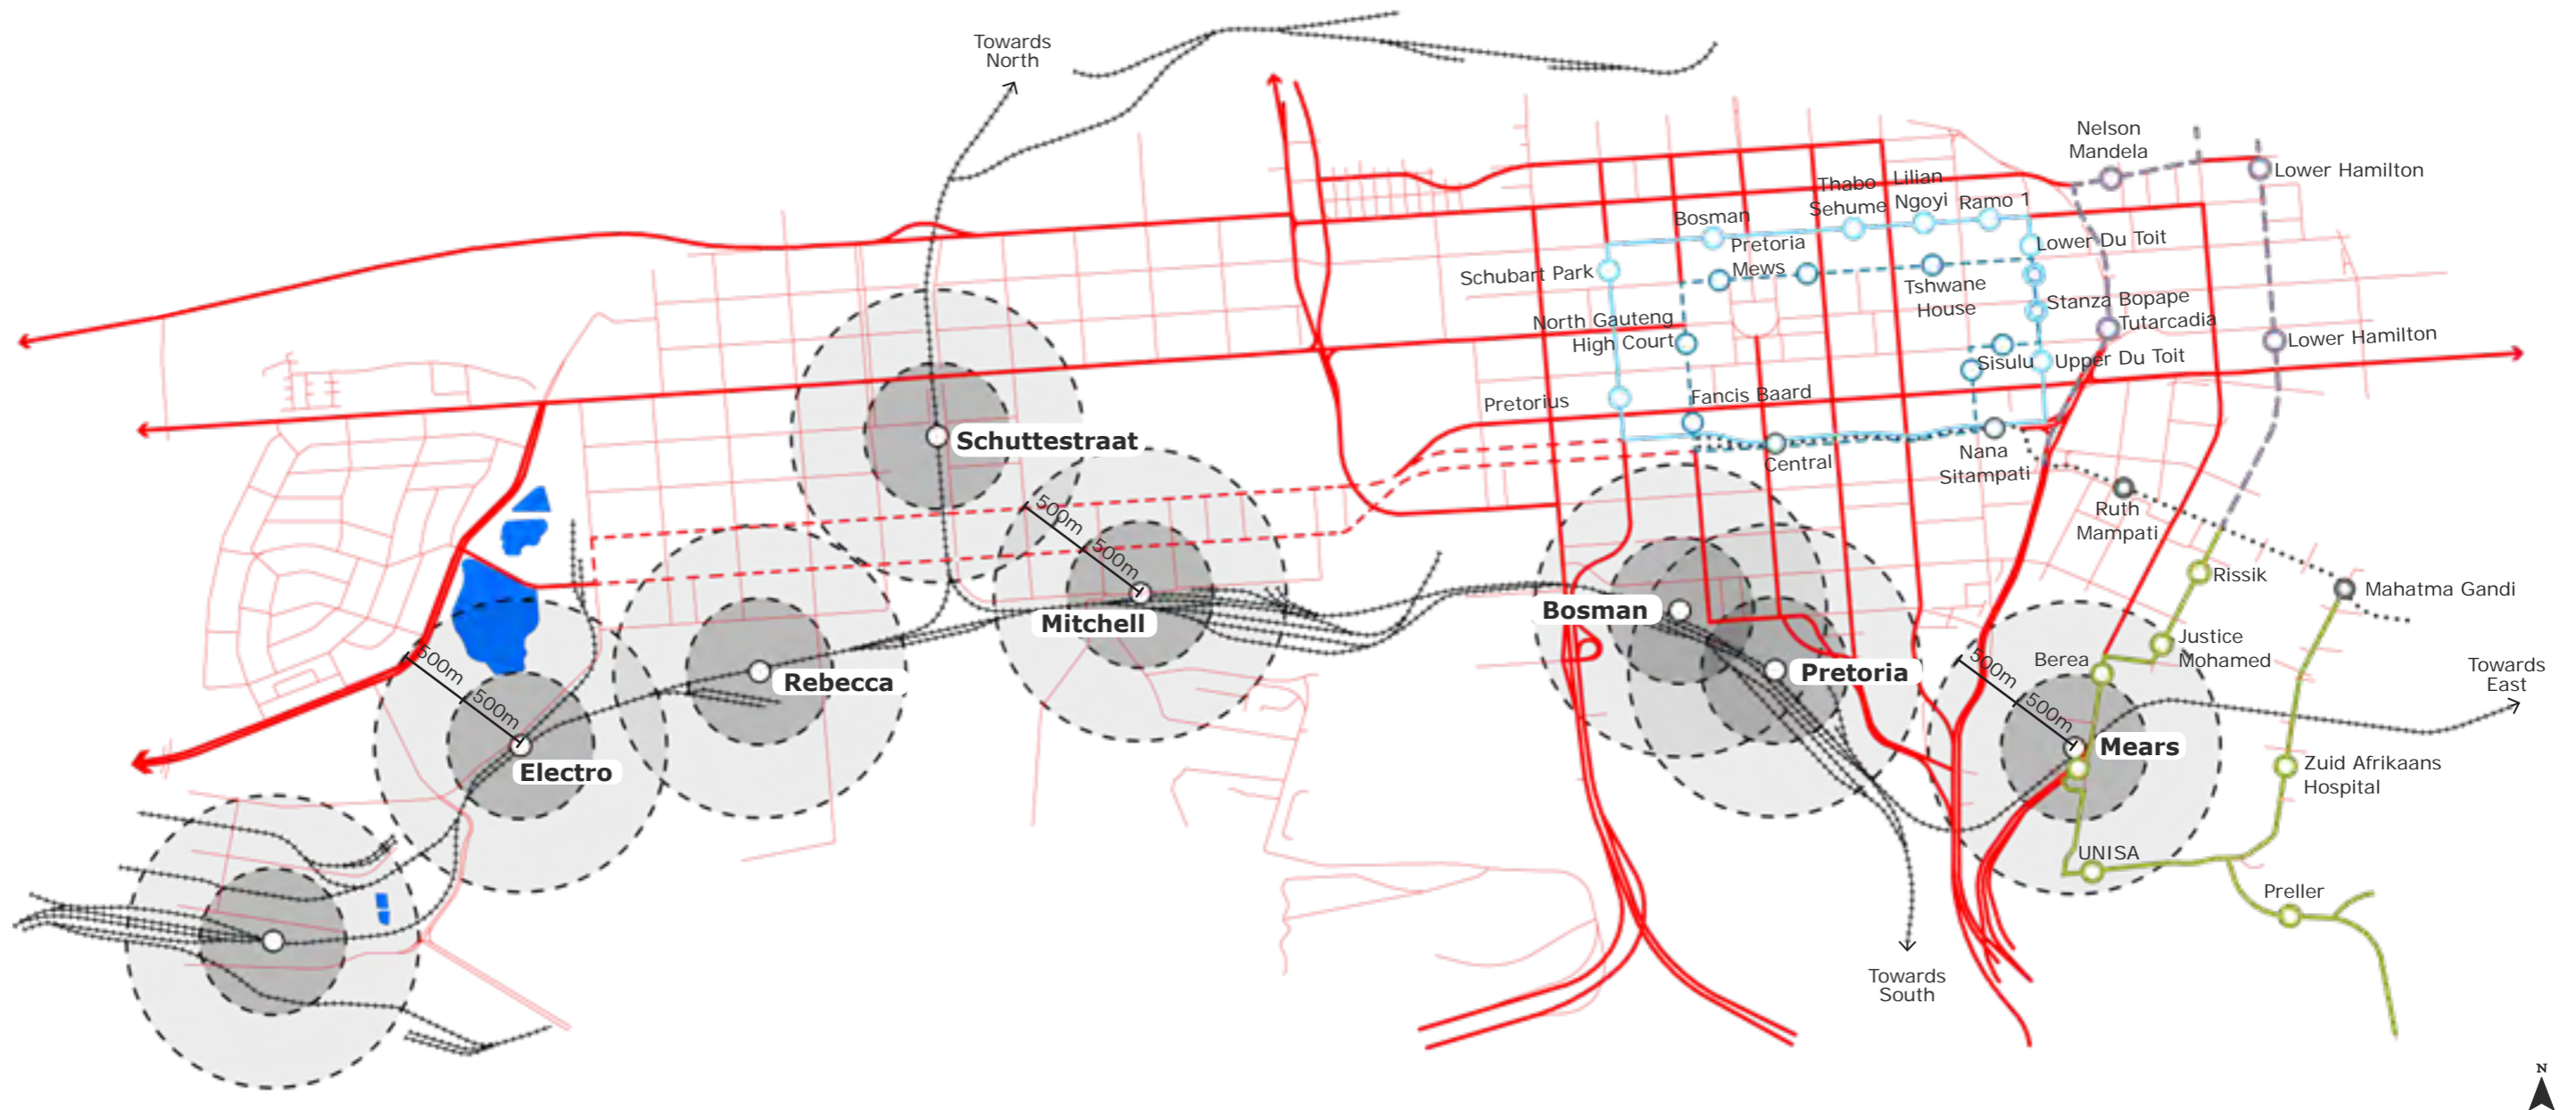 Towards
North
Nelson
Mandela
Lower Hamilton
Thabo
Sehume
Lilian
Ngoyi
Ramo 1
Bosman
Pretoria
Mews
Lower Du Toit
Schubart Park
Tshwane
House
Stanza Bopape
Tutarcadia
North Gauteng
High Court
Lower Hamilton
Sisulu
Upper Du Toit
Pretorius
Fancis Baard
Schuttestraat
Central
Nana
Sitampati
500m
500m
Ruth
Mampati
Rissik
Mahatma Gandi
Mitchell
Bosman
Justice
Mohamed
Berea
500m
500m
Rebecca
Pretoria
500m
500m
Towards
East
Electro
Mears
Zuid Afrikaans
Hospital
UNISA
Preller
Towards
South
N